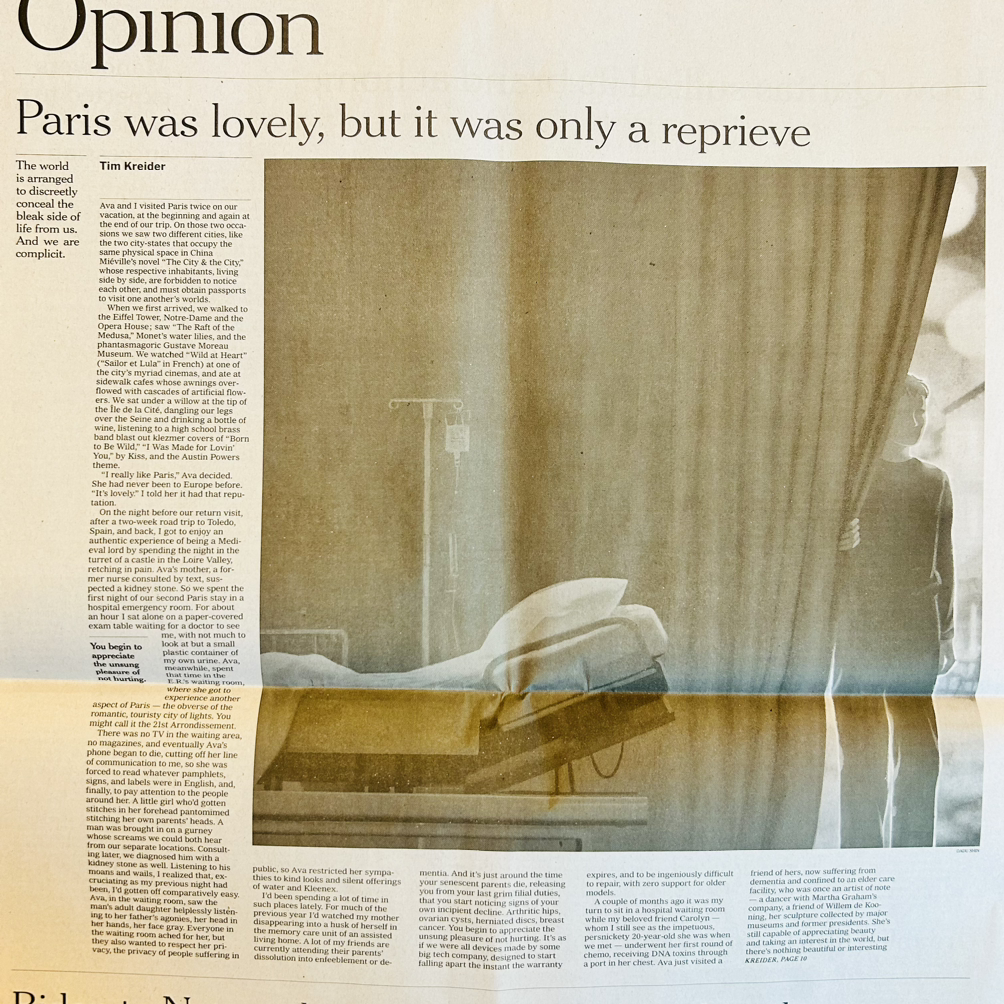 Opinion
Paris was lovely, but it was only a reprieve
The world
is arranged
to discreetly
conceal the
bleak side of
life from us.
And we are
complicit.
Tim Kreider
Ava and I visited Paris twice on our
vacation, at the beginning and again at
the end of our trip. On those two occa-
sions we saw two different cities, like
the two city-states that occupy the
same physical space in China
Miéville's novel "The City & the City,"
whose respective inhabitants, living
side by side, are forbidden to notice
each other, and must obtain passports
to visit one another's worlds.
When we first arrived, we walked to
the Eiffel Tower, Notre-Dame and the
Opera House; saw "The Raft of the
Medusa," Monet's water lilies, and the
phantasmagoric Gustave Moreau
Museum. We watched "Wild at Heart"
("Sailor et Lula" in French) at one of
the city's myriad cinemas, and ate at
sidewalk cafes whose awnings over-
flowed with cascades of artificial flow-
ers. We sat under a willow at the tip of
the Île de la Cité, dangling our legs
over the Seine and drinking a bottle of
wine, listening to a high school brass
band blast out klezmer covers of "Born
to Be Wild," "I Was Made for Lovin'
You," by Kiss, and the Austin Powers
theme.
"I really like Paris," Ava decided.
She had never been to Europe before.
"It's lovely." I told her it had that repu-
tation.
On the night before our return visit,
after a two-week road trip to Toledo,
Spain, and back, I got to enjoy an
authentic experience of being a Medi-
eval lord by spending the night in the
turret of a castle in the Loire Valley,
retching in pain. Ava's mother, a for-
mer nurse consulted by text, sus-
pected a kidney stone. So we spent the
first night of our second Paris stay in a
hospital emergency room. For about
an hour I sat alone on a paper-covered
exam table waiting for a doctor to see
me, with not much to
look at but a small
plastic container of
my own urine. Ava,
meanwhile, spent
that time in the
E.R.'s waiting room,
where she got to
experience another
You begin to
appreciate
the unsung
pleasure of
not hurting.
aspect of Paris — the obverse of the
romantic, touristy city of lights. You
might call it the 21st Arrondissement.
There was no TV in the waiting area,
no magazines, and eventually Ava's
phone began to die, cutting off her line
of communication to me, so she was
forced to read whatever pamphlets,
signs, and labels were in English, and,
finally, to pay attention to the people
around her. A little girl who'd gotten
stitches in her forehead pantomimed
stitching her own parents' heads. A
man was brought in on a gurney
whose screams we could both hear
from our separate locations. Consult-
ing later, we diagnosed him with a
kidney stone as well. Listening to his
moans and wails, I realized that, ex-
cruciating as my previous night had
been, I'd gotten off comparatively easy.
Ava, in the waiting room, saw the
man's adult daughter helplessly listen-
ing to her father's agonies, her head in
her hands, her face gray. Everyone in
the waiting room ached for her, but
they also wanted to respect her pri-
vacy, the privacy of people suffering in
public, so Ava restricted her sympa-
thies to kind looks and silent offerings
of water and Kleenex.
I'd been spending a lot of time in
such places lately. For much of the
previous year I'd watched my mother
disappearing into a husk of herself in
the memory care unit of an assisted
living home. A lot of my friends are
currently attending their parents'
dissolution into enfeeblement or de-
mentia. And it's just around the time
your senescent parents die, releasing
you from your last grim filial duties,
that you start noticing signs of your
own incipient decline. Arthritic hips,
ovarian cysts, herniated discs, breast
cancer. You begin to appreciate the
unsung pleasure of not hurting. It's as
if we were all devices made by some
big tech company, designed to start
falling apart the instant the warranty
expires, and to be ingeniously difficult
to repair, with zero support for older
models.
A couple of months ago it was my
turn to sit in a hospital waiting room
while my beloved friend Carolyn —
whom I still see as the impetuous,
persnickety 20-year-old she was when
we met — underwent her first round of
chemo, receiving DNA toxins through
a port in her chest. Ava just visited a
friend of hers, now suffering from
dementia and confined to an elder care
facility, who was once an artist of note
— a dancer with Martha Graham's
company, a friend of Willem de Koo-
ning, her sculpture collected by major
museums and former presidents. She's
still capable of appreciating beauty
and taking an interest in the world, but
there's nothing beautiful or interesting
KREIDER, PAGE 10